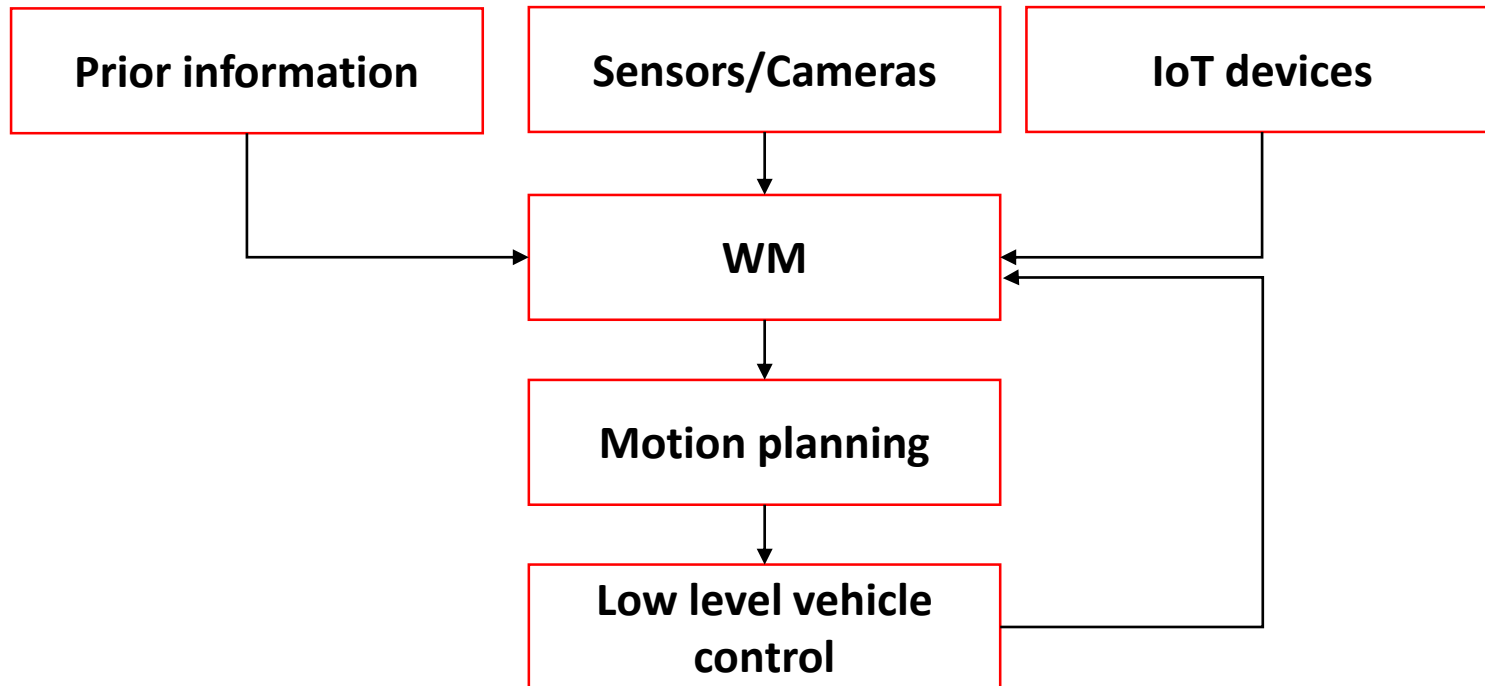 Prior information
Sensors/Cameras
IoT devices
WM
Motion planning
Low level vehicle
control